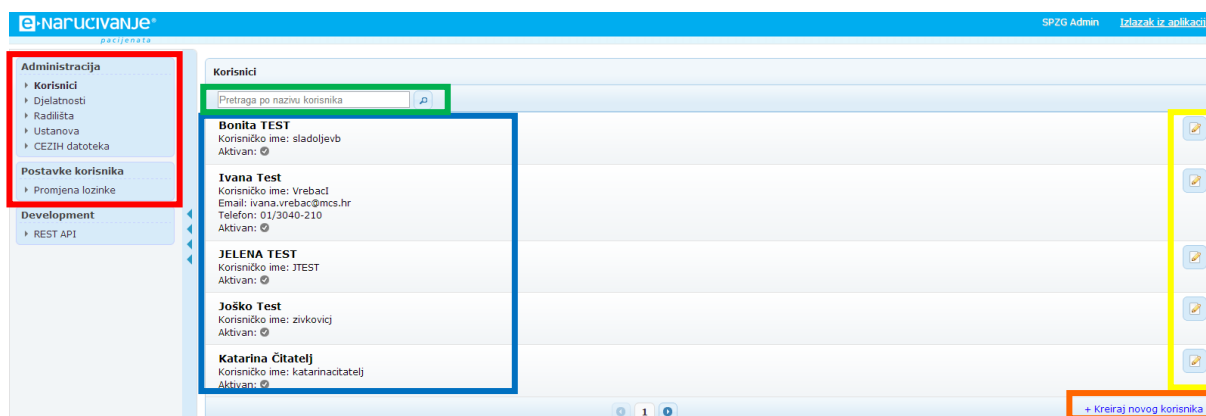 e-Narucivanje®
pacijenata
SPZG Admin Izlazak iz aplikacij
Administracija
Korisnici
Djelatnosti
Radilišta
Ustanova
CEZIH datoteka
Postavke korisnika
Promjena lozinke
Development
REST API
Korisnici
Pretraga po nazivu korisnika
Bonita TEST
Korisničko ime: sladoljevb
Aktivan:
Ivana Test
Korisničko ime: VrebacI
Email: ivana.vrebac@mcs.hr
Telefon: 01/3040-210
Aktivan:
JELENA TEST
Korisničko ime: JTEST
Aktivan:
Joško Test
Korisničko ime: zivkovicj
Aktivan:
Katarina Čitatelj
Korisničko ime: katarinacitatelj
Aktivan:
1
+ Kreiraj novog korisnika